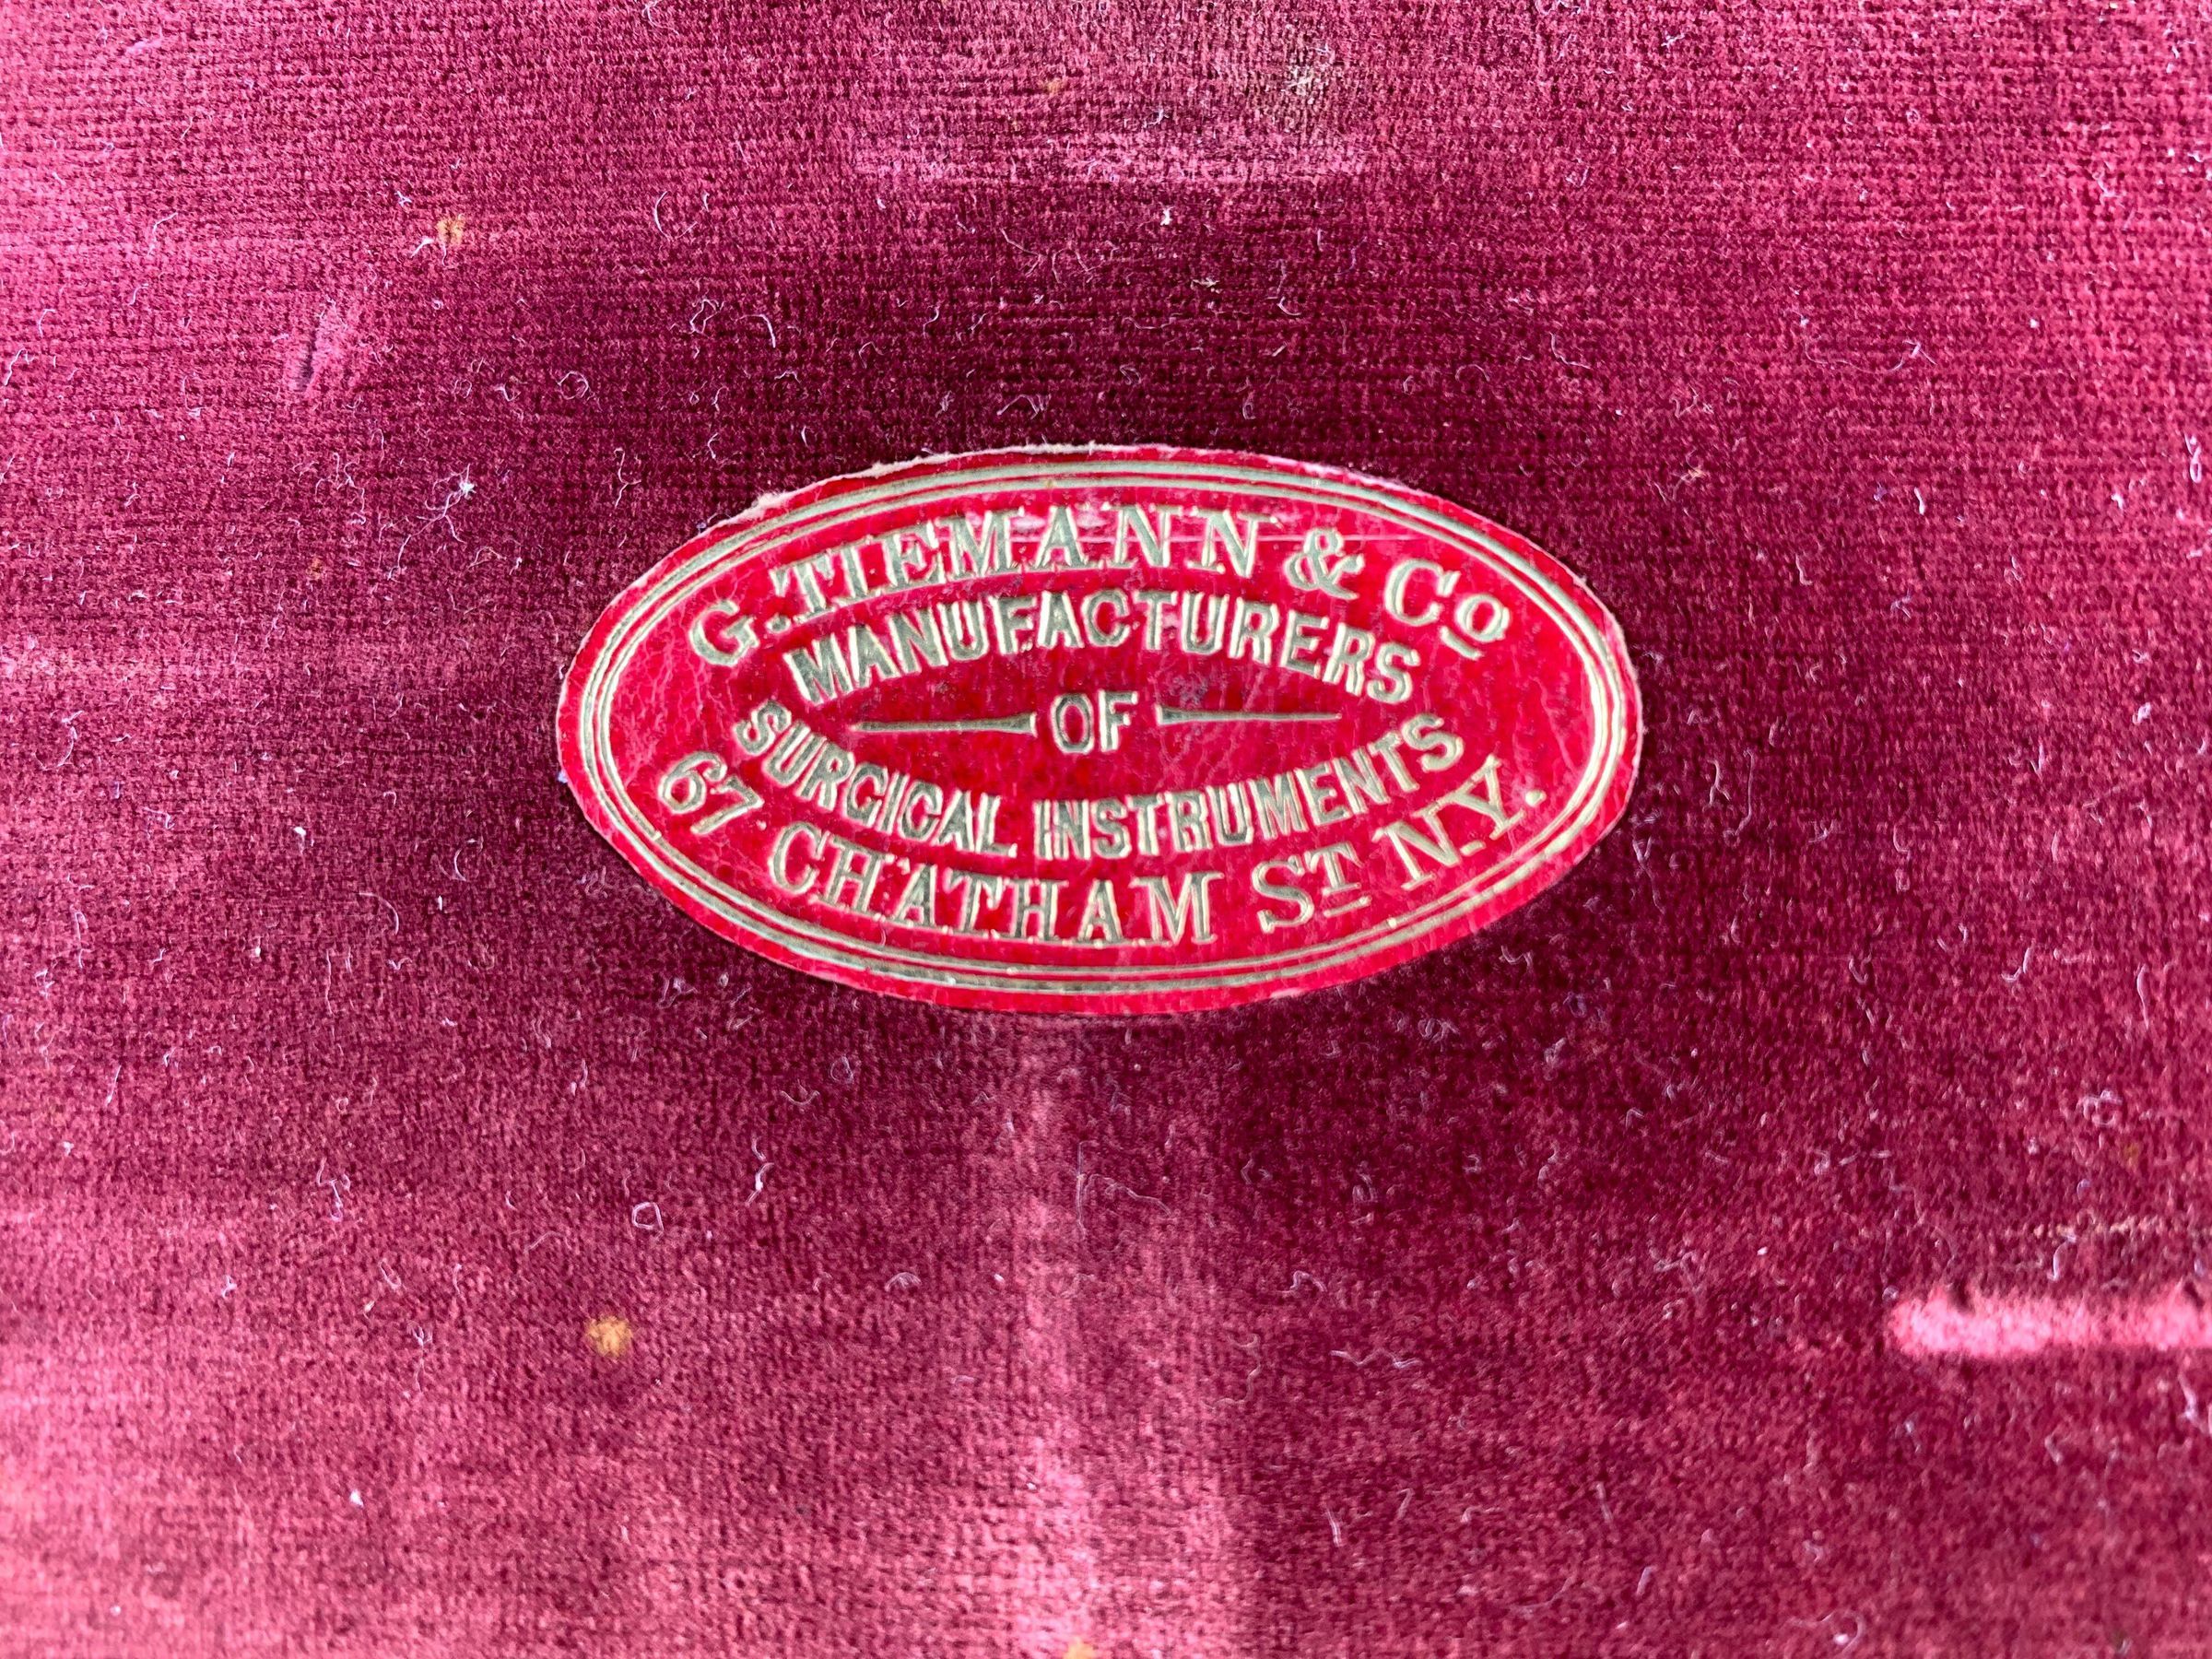 G. TIEMANN & Co
MANUFACTURERS
OF
SURGICAL INSTRUMENTS
67 CHATHAM ST N.Y.